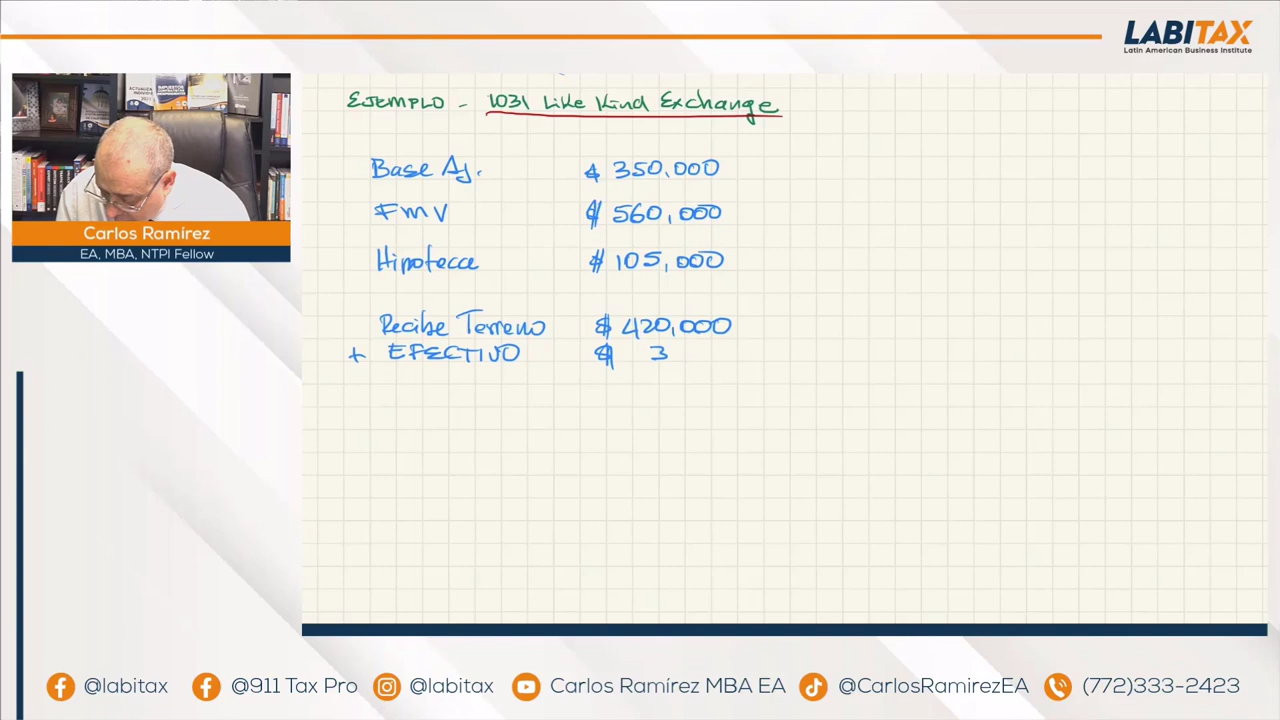 LABITAX
Latin American Business Institute
EJEMPLO - 1031 Like Kind Exchange
Base Aj. $ 350,000
FMV $ 560,000
Hipoteca $ 105,000
Recibe Terreno $ 420,000
+ EFECTIVO $ 3
Carlos Ramírez
EA, MBA, NTPI Fellow
@labitax
@911 Tax Pro
@labitax
Carlos Ramírez MBA EA
@CarlosRamirezEA
(772)333-2423